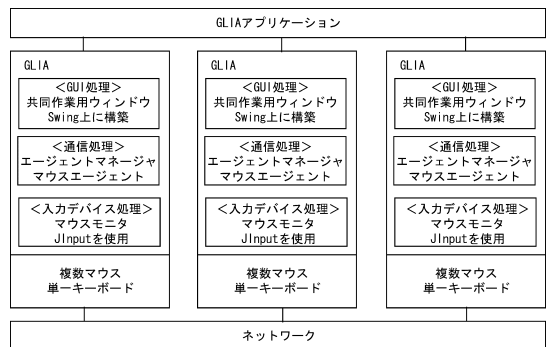 GLIAアプリケーション
GLIA
<GUI処理>
共同作業用ウィンドウ
Swing上に構築
<通信処理>
エージェントマネージャ
マウスエージェント
<入力デバイス処理>
マウスモニタ
JInputを使用
複数マウス
単一キーボード
GLIA
<GUI処理>
共同作業用ウィンドウ
Swing上に構築
<通信処理>
エージェントマネージャ
マウスエージェント
<入力デバイス処理>
マウスモニタ
JInputを使用
複数マウス
単一キーボード
GLIA
<GUI処理>
共同作業用ウィンドウ
Swing上に構築
<通信処理>
エージェントマネージャ
マウスエージェント
<入力デバイス処理>
マウスモニタ
JInputを使用
複数マウス
単一キーボード
ネットワーク